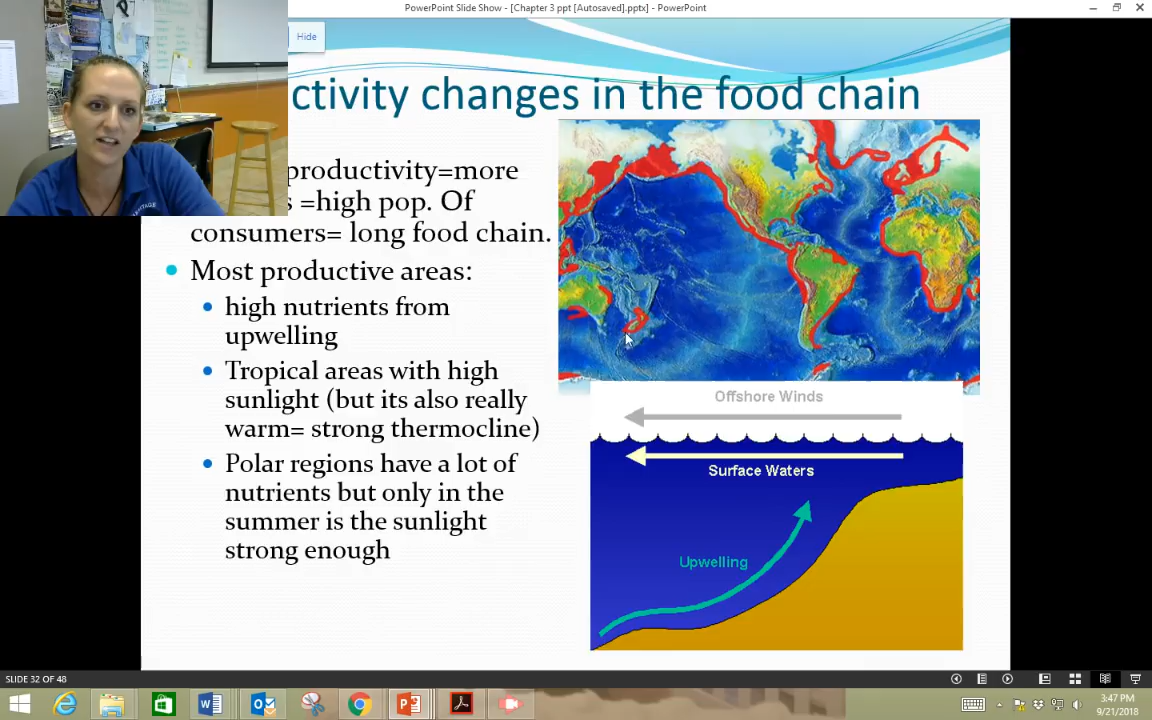 PowerPoint Slide Show - [Chapter 3 ppt [Autosaved].pptx] - PowerPoint
Hide
ctivity changes in the food chain
productivity=more
s =high pop. Of
consumers= long food chain.
Most productive areas:
high nutrients from
upwelling
Tropical areas with high
sunlight (but its also really
warm= strong thermocline)
Polar regions have a lot of
nutrients but only in the
summer is the sunlight
strong enough
Offshore Winds
Surface Waters
Upwelling
SLIDE 32 OF 48
3:47 PM
9/21/2018